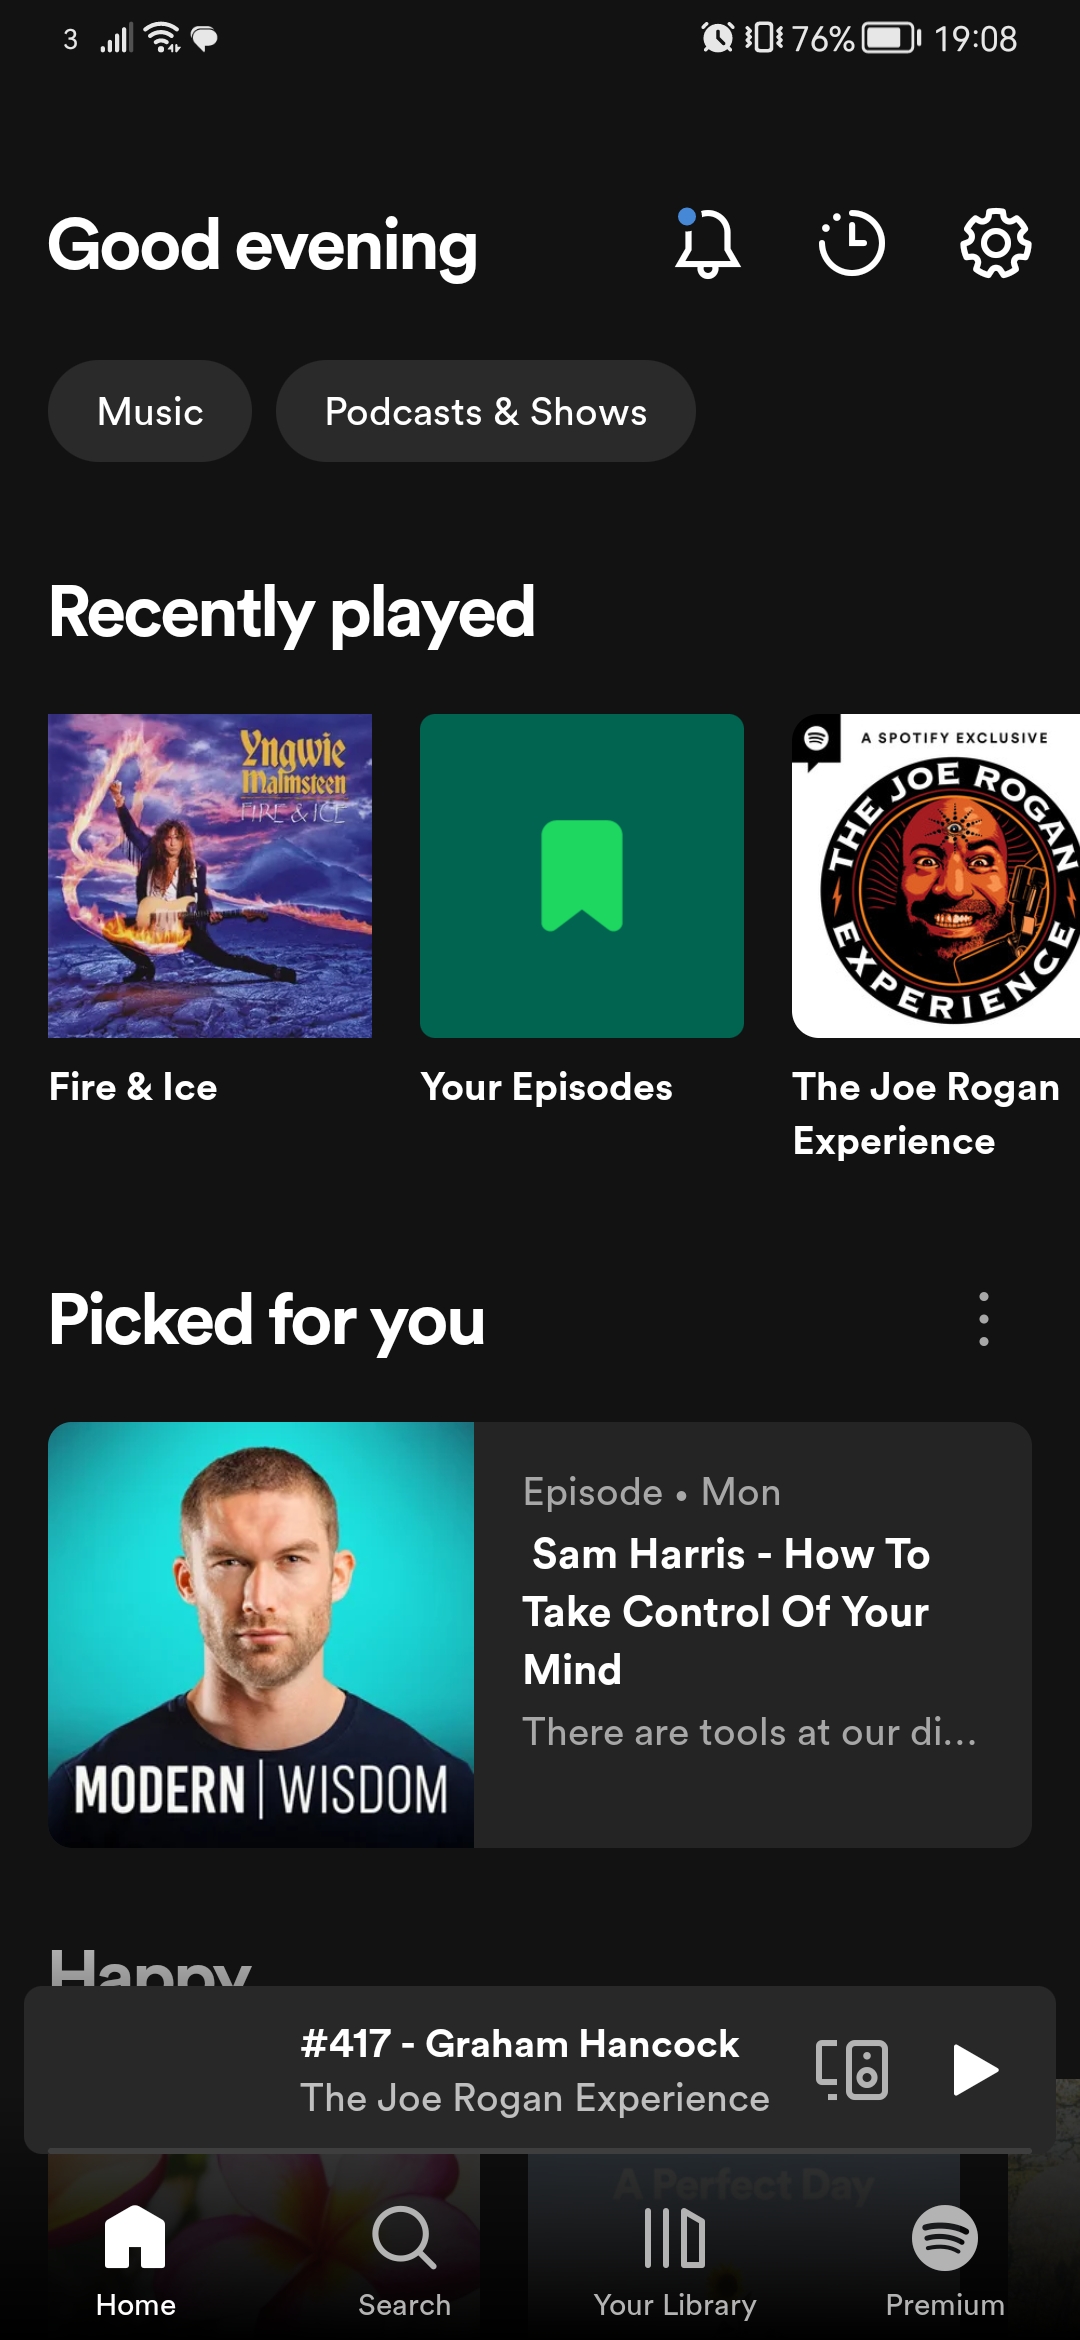 3
76%
19:08
Good evening
Music
Podcasts & Shows
Recently played
Yngwie
Malmsteen
FIRE & ICE
A SPOTIFY EXCLUSIVE
THE JOE ROGAN
EXPERIENCE
Fire & Ice
Your Episodes
The Joe Rogan
Experience
Picked for you
Episode • Mon
Sam Harris - How To
Take Control Of Your
Mind
There are tools at our di...
MODERN | WISDOM
Happy
#417 - Graham Hancock
The Joe Rogan Experience
A Perfect Day
Home
Search
Your Library
Premium